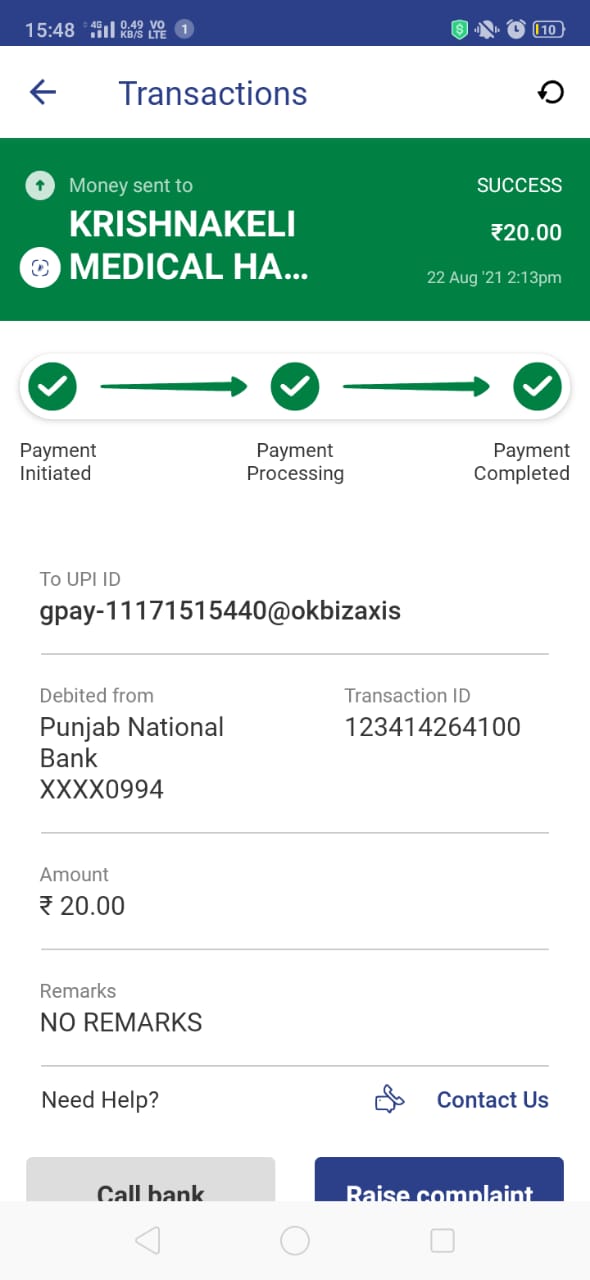 15:48 4G 0.49 KB/S VO LTE 1 10
Transactions
Money sent to
SUCCESS
KRISHNAKELI
MEDICAL HA...
₹20.00
22 Aug '21 2:13pm
Payment Initiated
Payment Processing
Payment Completed
To UPI ID
gpay-11171515440@okbizaxis
Debited from
Punjab National
Bank
XXXX0994
Transaction ID
123414264100
Amount
₹ 20.00
Remarks
NO REMARKS
Need Help?
Contact Us
Call bank
Raise complaint